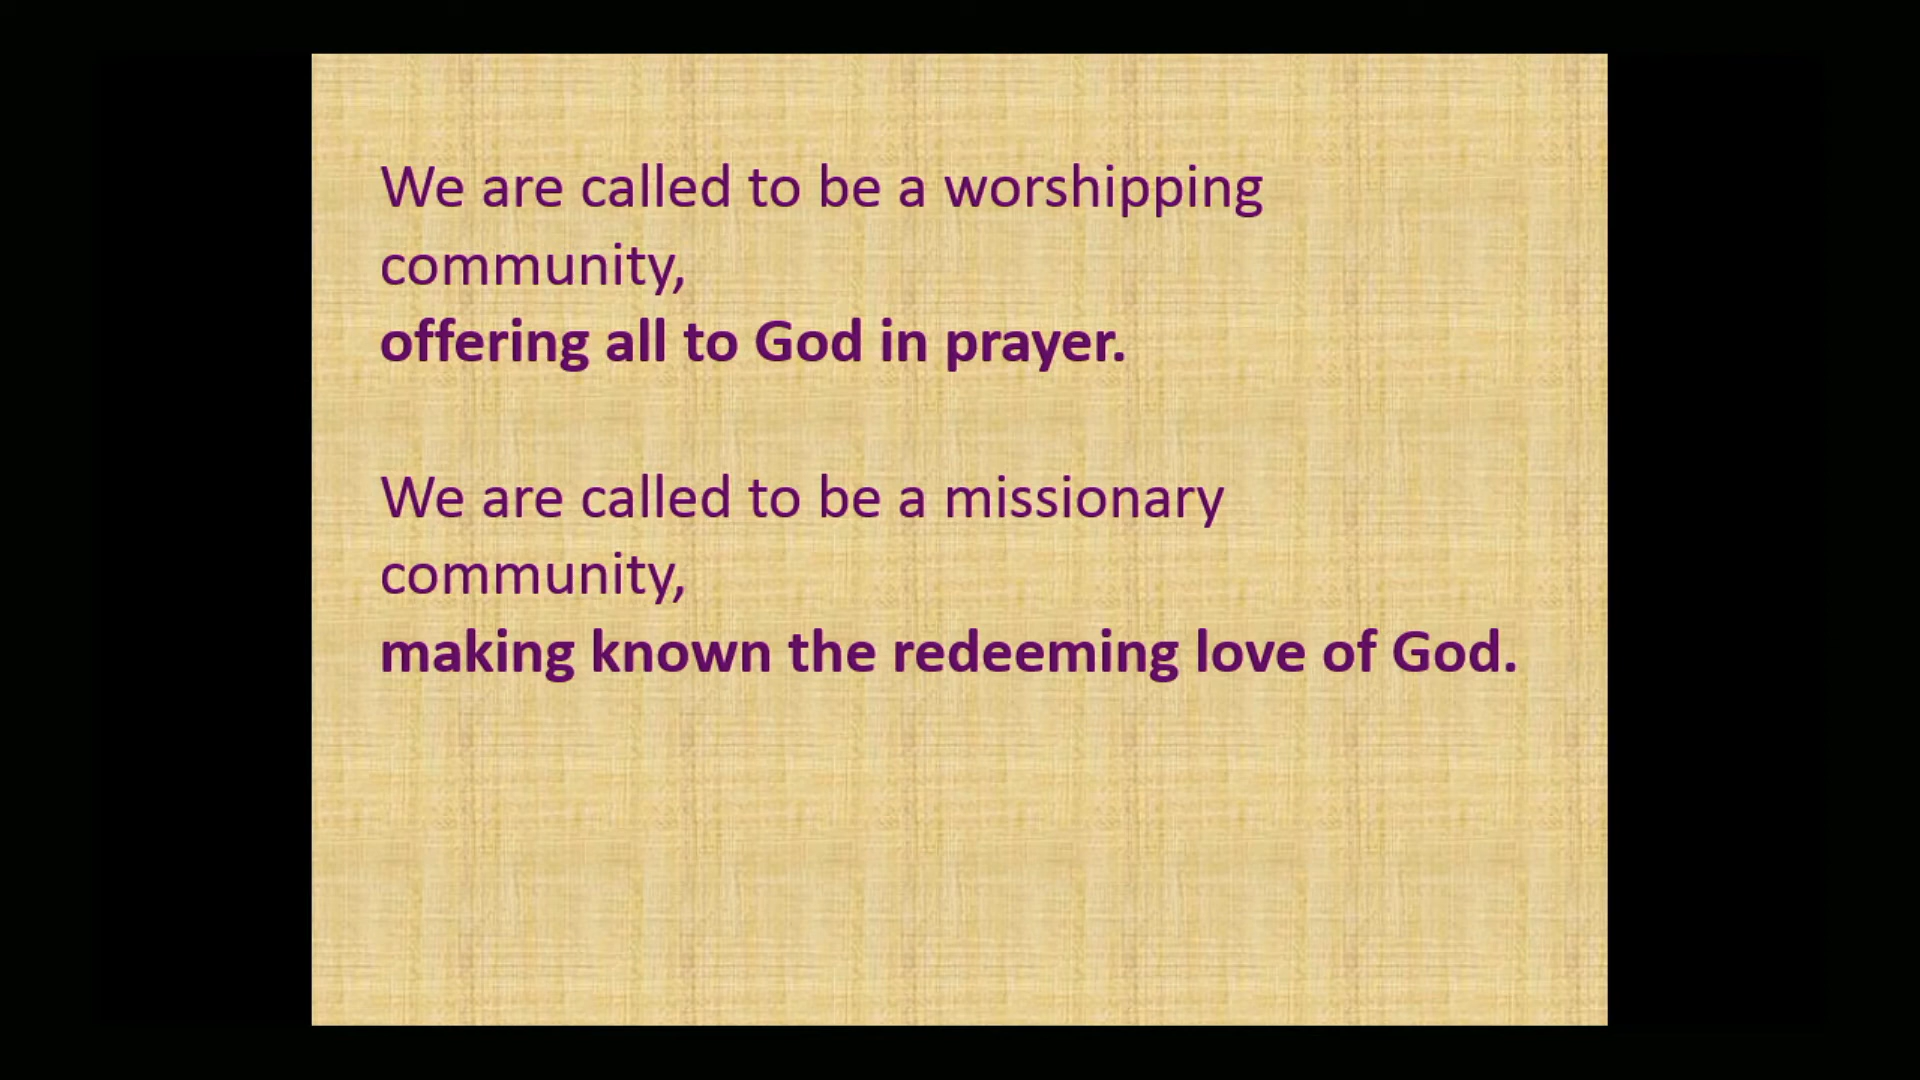 We are called to be a worshipping
community,
offering all to God in prayer.
We are called to be a missionary
community,
making known the redeeming love of God.